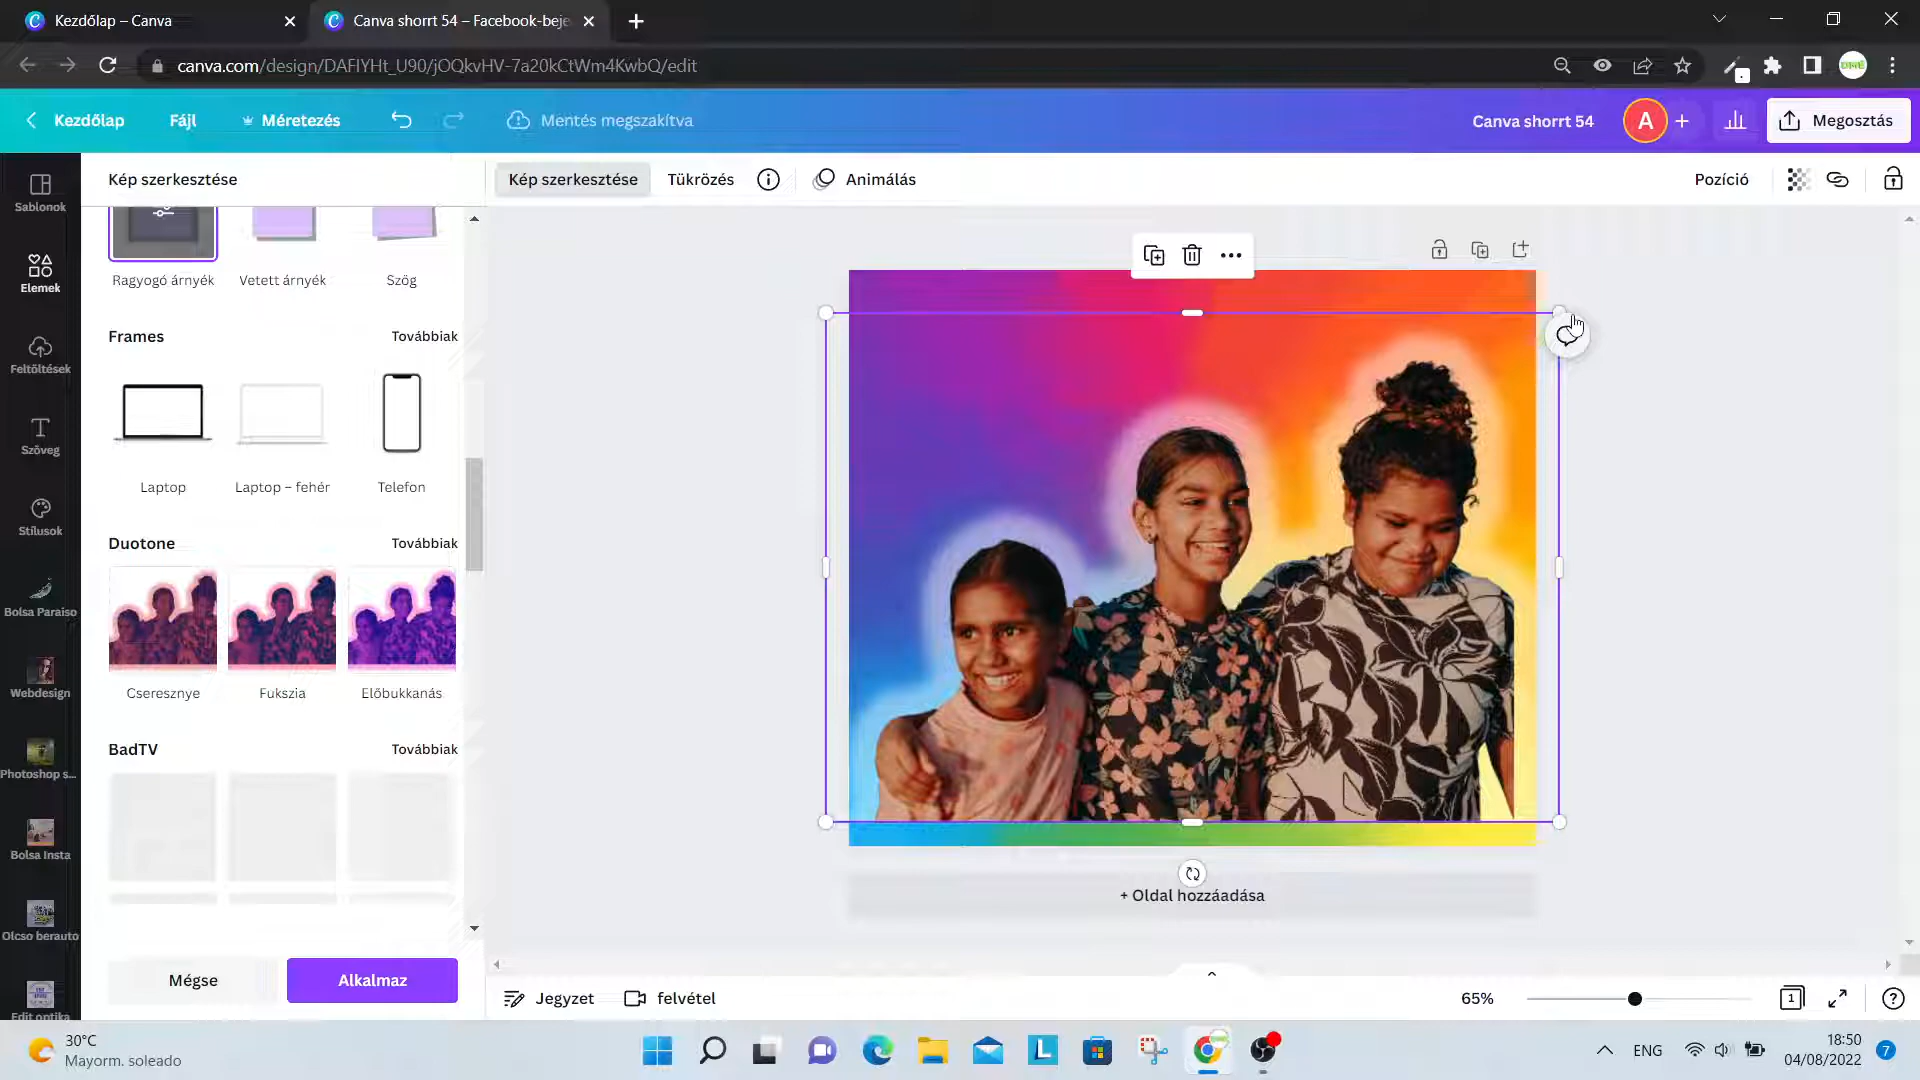 Kezdőlap – Canva
Canva shorrt 54 – Facebook-beje
canva.com/design/DAFIYHt_U90/jOQkvHV-7a20kCtWm4KwbQ/edit
Kezdőlap
Fájl
Méretezés
Mentés megszakítva
Canva shorrt 54
A
Megosztás
Sablonok
Elemek
Feltöltések
Szöveg
Stílusok
Bolsa Paraiso
Webdesign
Photoshop s...
Bolsa Insta
Olcso berauto
Edit optika
Kép szerkesztése
Ragyogó árnyék
Vetett árnyék
Szög
Frames
Továbbiak
Laptop
Laptop – fehér
Telefon
Duotone
Továbbiak
Cseresznye
Fukszia
Előbukkanás
BadTV
Továbbiak
Mégse
Alkalmaz
Kép szerkesztése
Tükrözés
Animálás
Pozíció
+ Oldal hozzáadása
Jegyzet
felvétel
65%
1
30°C
Mayorm. soleado
ENG
18:50
04/08/2022
7